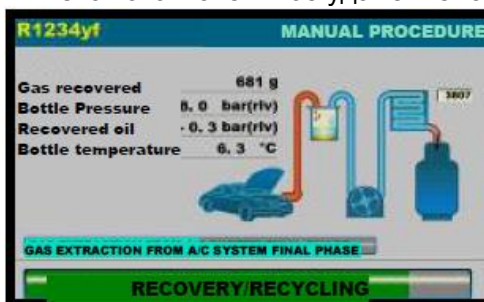 R1234yf MANUAL PROCEDURE
Gas recovered 681 g
Bottle Pressure 8.0 bar(rlv)
Recovered oil - 0.3 bar(rlv)
Bottle temperature 6.3 °C
3807
GAS EXTRACTION FROM A/C SYSTEM FINAL PHASE
RECOVERY/RECYCLING